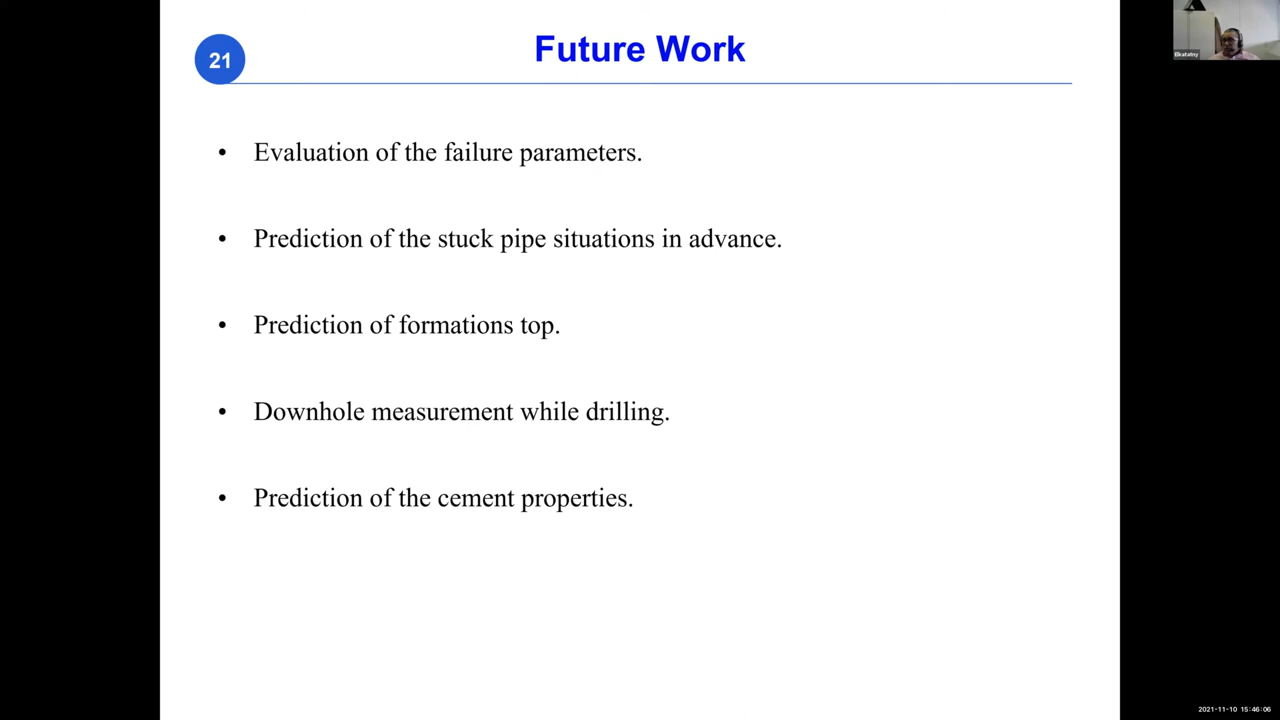 21
Future Work
Elkatatny
• Evaluation of the failure parameters.
• Prediction of the stuck pipe situations in advance.
• Prediction of formations top.
• Downhole measurement while drilling.
• Prediction of the cement properties.
2021-11-10 15:46:06